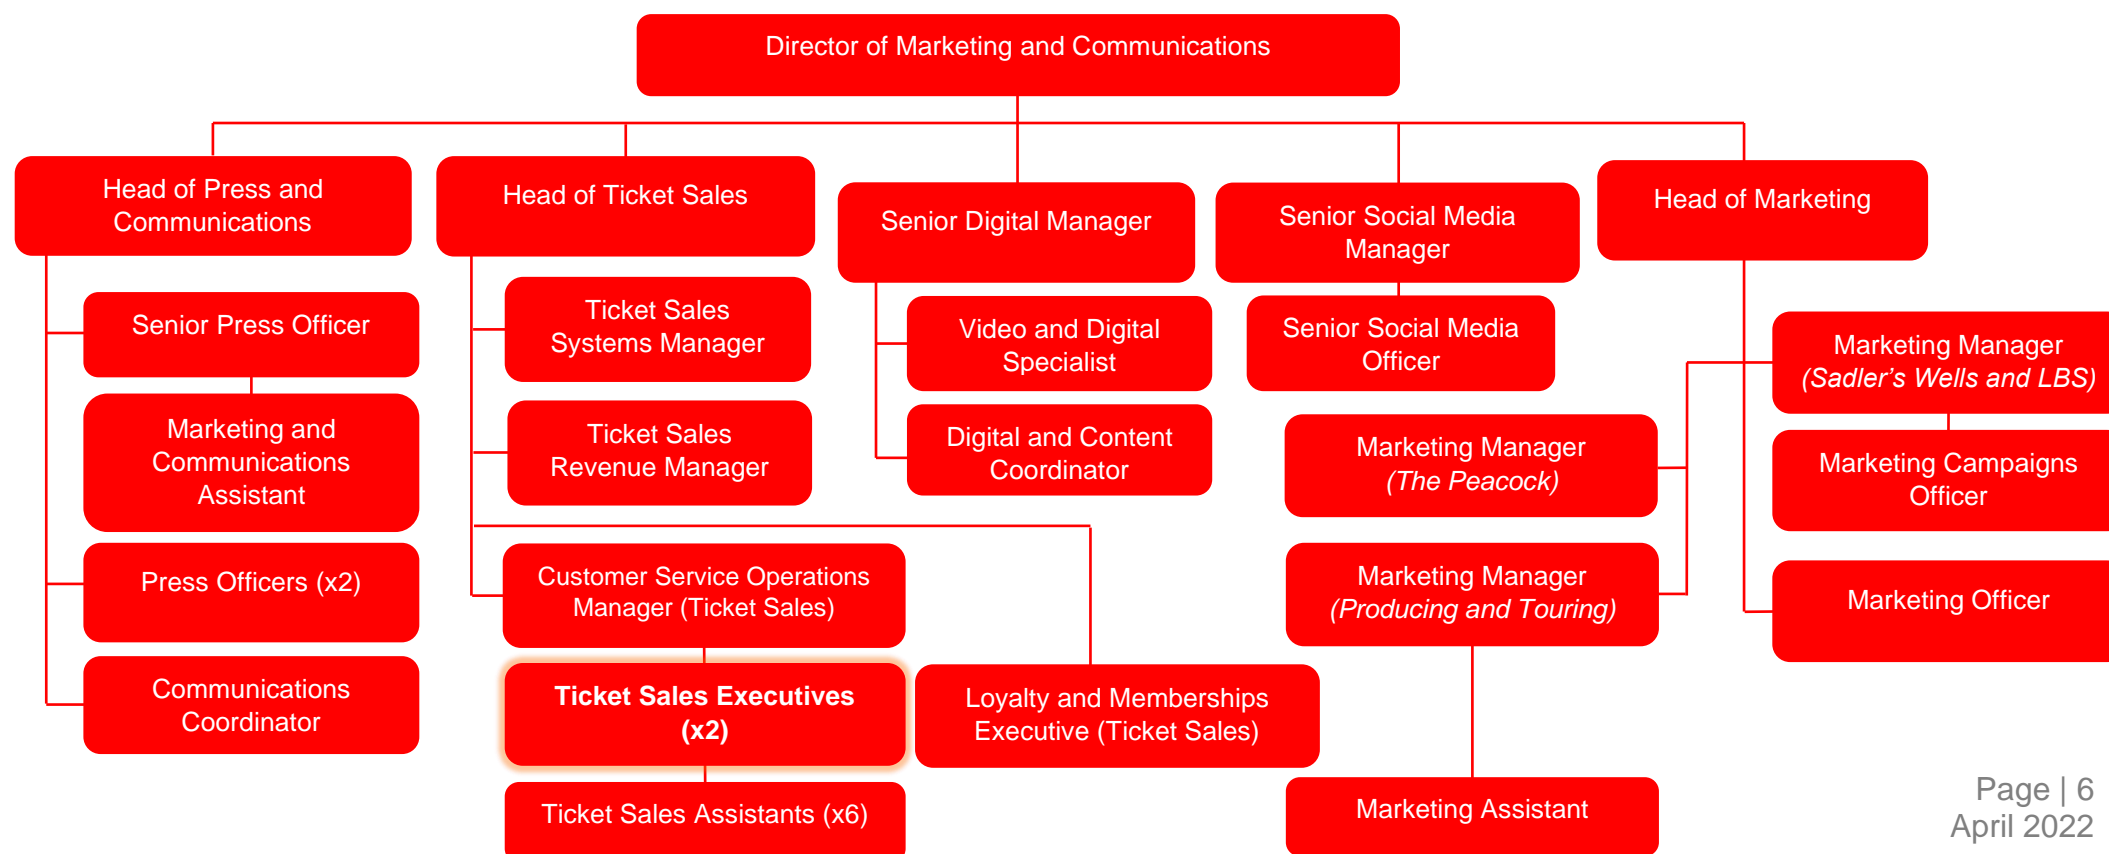 Director of Marketing and Communications
Head of Press and
Communications
Head of Ticket Sales
Senior Digital Manager
Senior Social Media
Manager
Head of Marketing
Senior Press Officer
Marketing and
Communications
Assistant
Press Officers (x2)
Communications
Coordinator
Ticket Sales
Systems Manager
Ticket Sales
Revenue Manager
Customer Service Operations
Manager (Ticket Sales)
Ticket Sales Executives
(x2)
Ticket Sales Assistants (x6)
Loyalty and Memberships
Executive (Ticket Sales)
Video and Digital
Specialist
Digital and Content
Coordinator
Senior Social Media
Officer
Marketing Manager
(Sadler’s Wells and LBS)
Marketing Campaigns
Officer
Marketing Manager
(The Peacock)
Marketing Manager
(Producing and Touring)
Marketing Officer
Marketing Assistant
Page | 6
April 2022